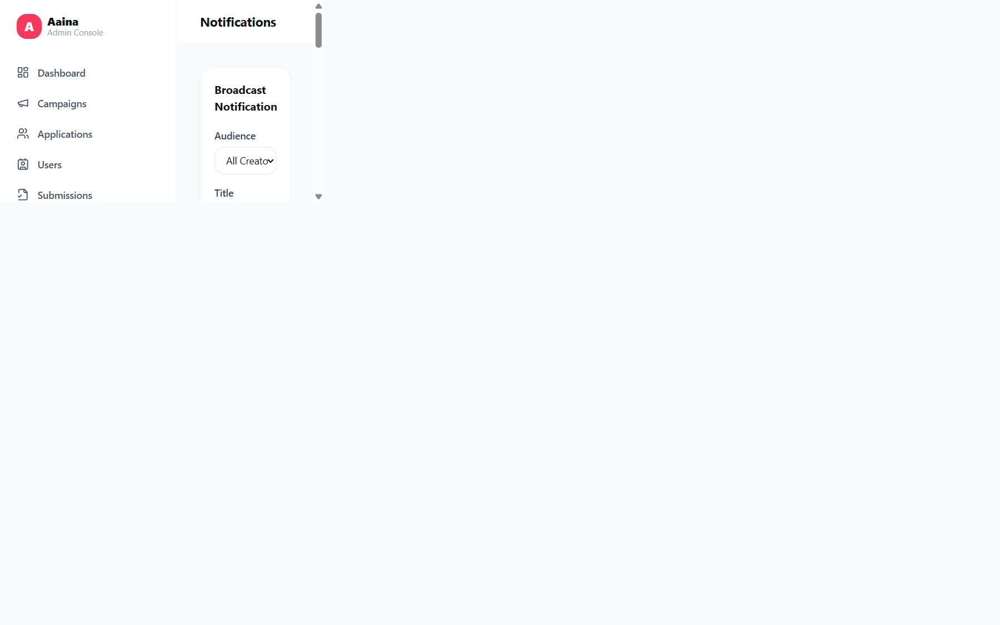 A
Aaina
Admin Console
Dashboard
Campaigns
Applications
Users
Submissions
Notifications
Broadcast
Notification
Audience
All Creato
Title